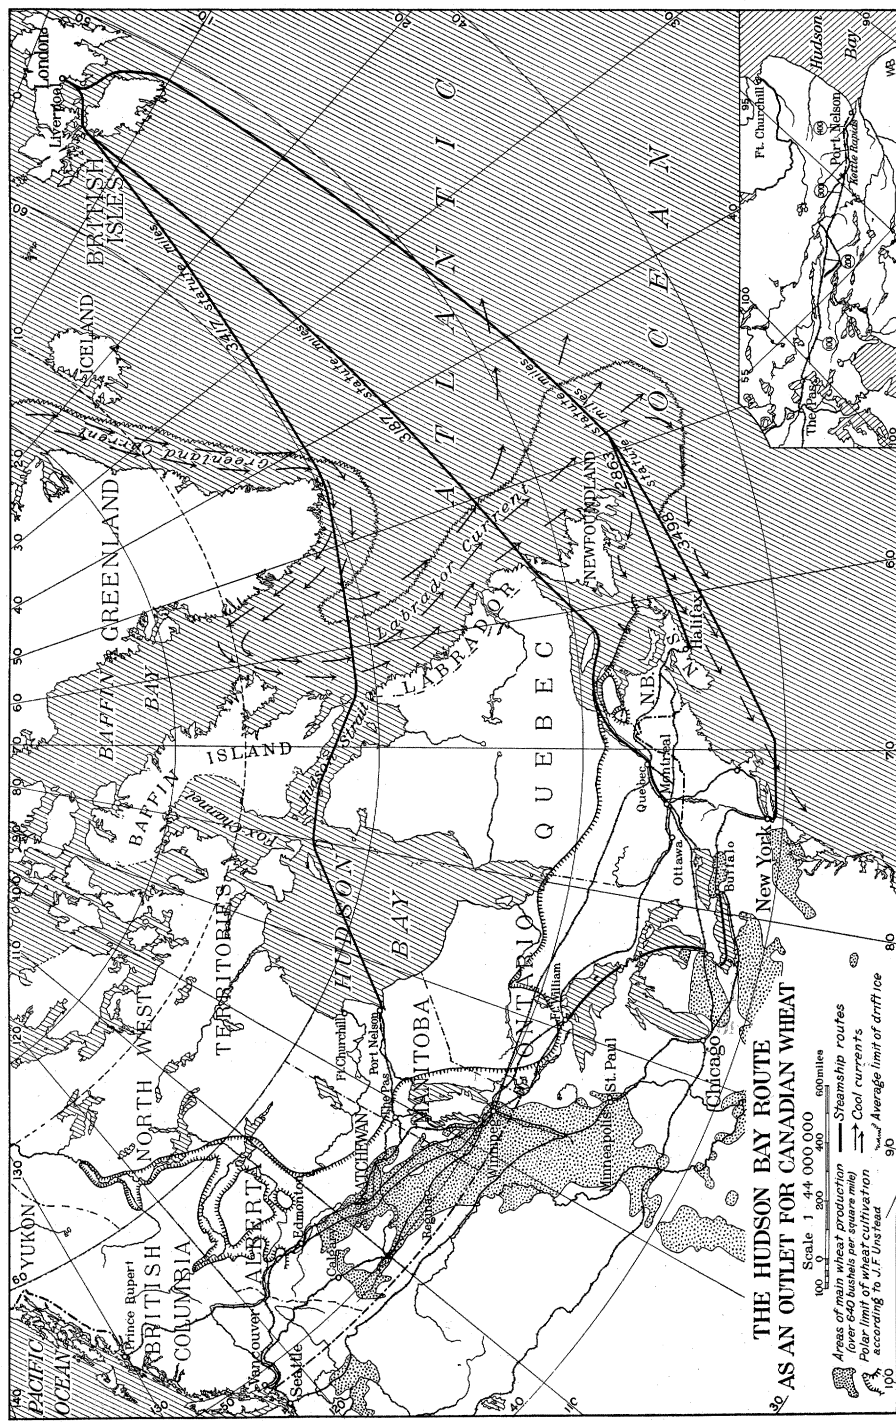 THE HUDSON BAY ROUTE
AS AN OUTLET FOR CANADIAN WHEAT
Scale 1 : 44 000 000
100 0 200 400 600 miles
Areas of main wheat production
(over 640 bushels per square mile)
Polar limit of wheat cultivation
according to J.F. Unstead
Steamship routes
Cool currents
Average limit of drift ice
PACIFIC
OCEAN
YUKON
Prince Rupert
BRITISH
COLUMBIA
Vancouver
Seattle
ALBERTA
Edmonton
Regina
Winnipeg
Minneapolis
St. Paul
Chicago
NORTH WEST
TERRITORIES
Ft Churchill
Port Nelson
The Pas
MANITOBA
ONTARIO
Ft William
HUDSON
BAY
BAFFIN
ISLAND
Fox Channel
Hudson Strait
BAFFIN
BAY
GREENLAND
Greenland Current
ICELAND
BRITISH
ISLES
Liverpool
London
QUEBEC
LABRADOR
Labrador Current
NEWFOUNDLAND
N.B.
N.S.
Halifax
Quebec
Montreal
Ottawa
Buffalo
New York
ATLANTIC
OCEAN
3417 statute miles
3187 statute miles
2863 statute miles
3498 statute miles
Hudson
Bay
Ft. Churchill
Port Nelson
Kettle Rapids
The Pas
WB